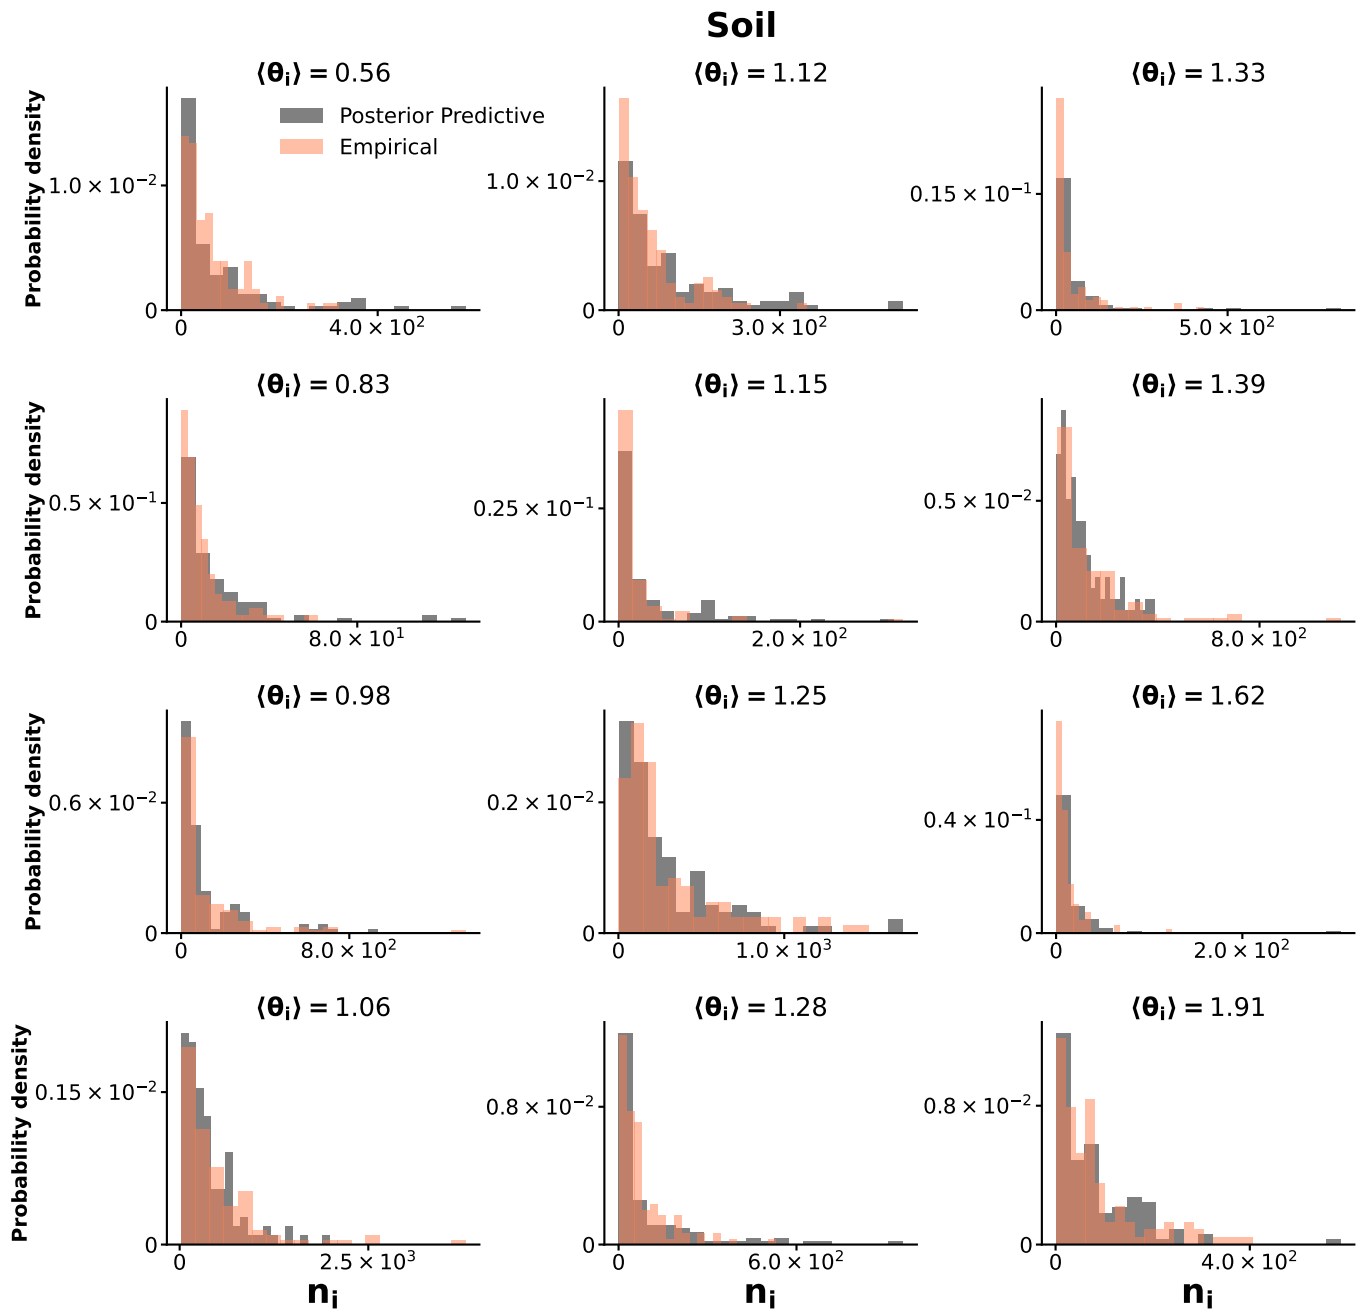 Soil
⟨θᵢ⟩ = 0.56
Probability density
1.0 × 10⁻²
0
0
4.0 × 10²
Posterior Predictive
Empirical
⟨θᵢ⟩ = 1.12
1.0 × 10⁻²
0
0
3.0 × 10²
⟨θᵢ⟩ = 1.33
0.15 × 10⁻¹
0
0
5.0 × 10²
⟨θᵢ⟩ = 0.83
Probability density
0.5 × 10⁻¹
0
0
8.0 × 10¹
⟨θᵢ⟩ = 1.15
0.25 × 10⁻¹
0
0
2.0 × 10²
⟨θᵢ⟩ = 1.39
0.5 × 10⁻²
0
0
8.0 × 10²
⟨θᵢ⟩ = 0.98
Probability density
0.6 × 10⁻²
0
0
8.0 × 10²
⟨θᵢ⟩ = 1.25
0.2 × 10⁻²
0
0
1.0 × 10³
⟨θᵢ⟩ = 1.62
0.4 × 10⁻¹
0
0
2.0 × 10²
⟨θᵢ⟩ = 1.06
Probability density
0.15 × 10⁻²
0
0
2.5 × 10³
nᵢ
⟨θᵢ⟩ = 1.28
0.8 × 10⁻²
0
0
6.0 × 10²
nᵢ
⟨θᵢ⟩ = 1.91
0.8 × 10⁻²
0
0
4.0 × 10²
nᵢ